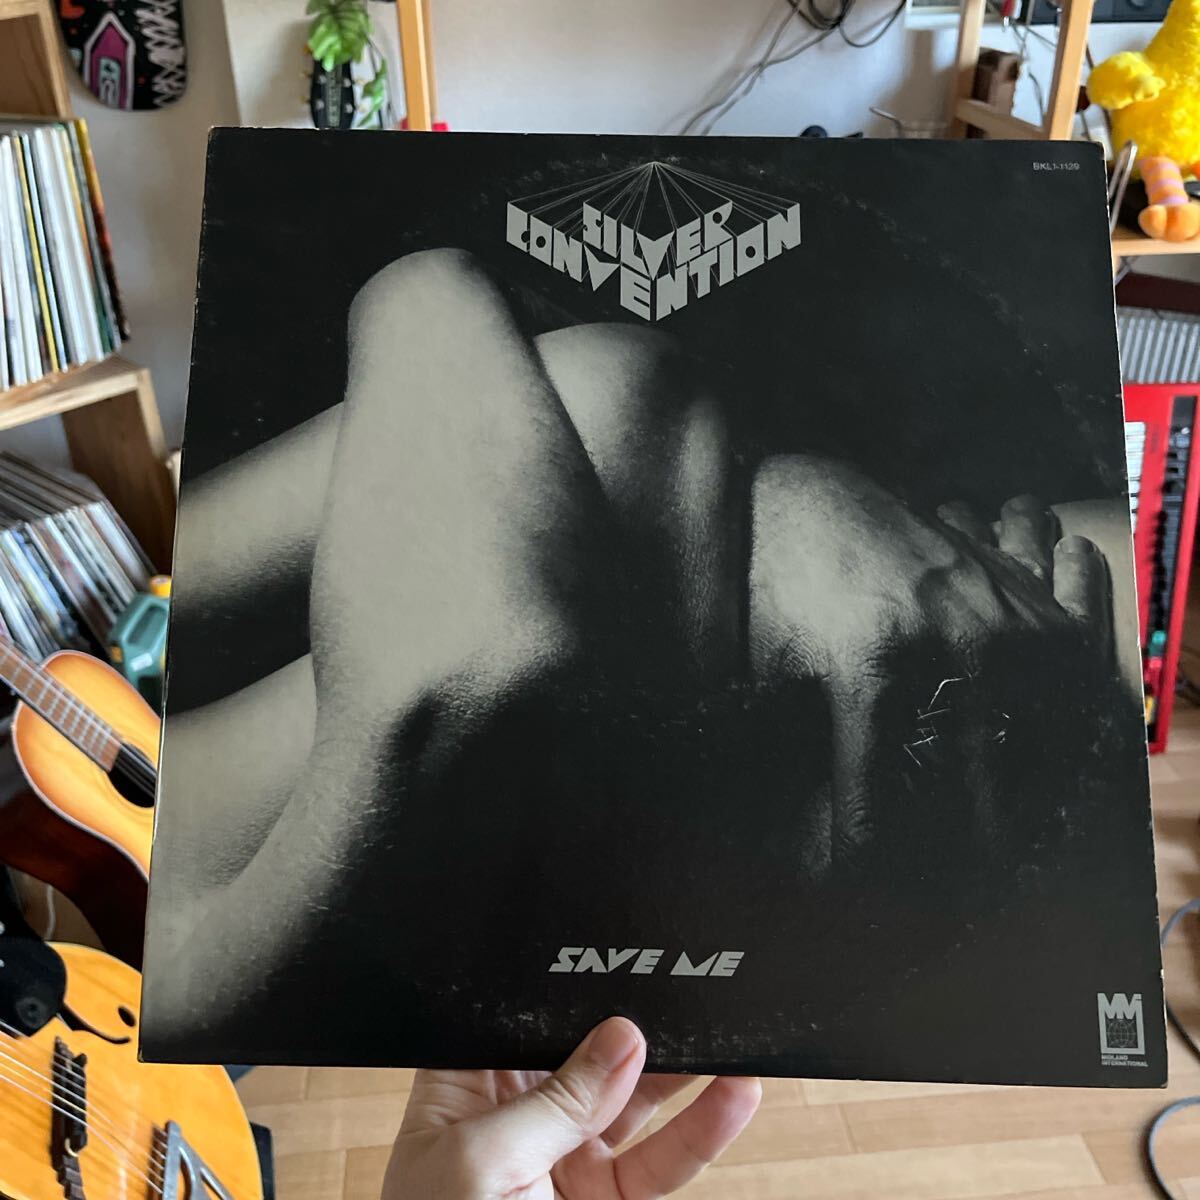 BKL1-1129
SILVER
CONVENTION
SAVE ME
MIDLAND
INTERNATIONAL